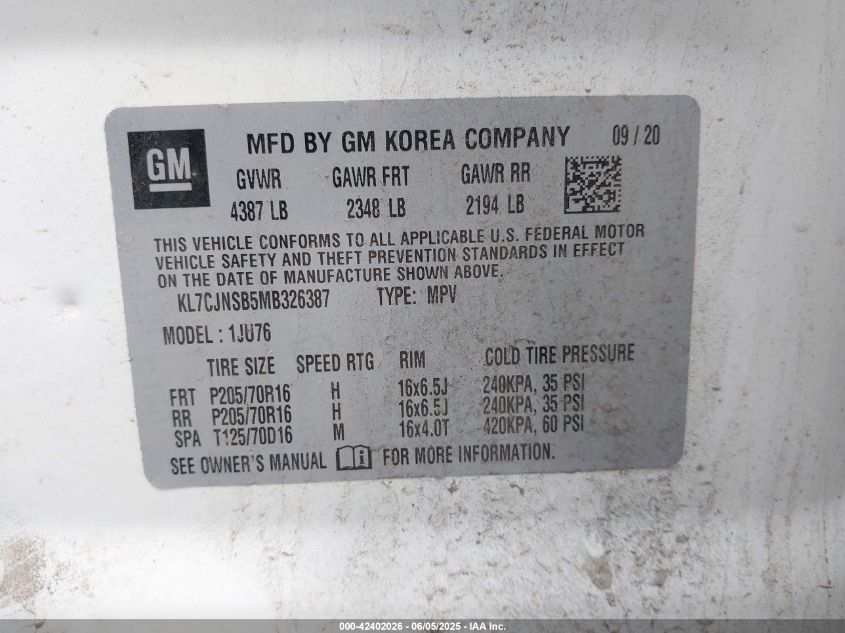 GM MFD BY GM KOREA COMPANY 09 / 20
GVWR GAWR FRT GAWR RR
4387 LB 2348 LB 2194 LB
THIS VEHICLE CONFORMS TO ALL APPLICABLE U.S. FEDERAL MOTOR
VEHICLE SAFETY AND THEFT PREVENTION STANDARDS IN EFFECT
ON THE DATE OF MANUFACTURE SHOWN ABOVE.
KL7CJNSB5MB326387 TYPE: MPV
MODEL : 1JU76
TIRE SIZE SPEED RTG RIM COLD TIRE PRESSURE
FRT P205/70R16 H 16x6.5J 240KPA, 35 PSI
RR P205/70R16 H 16x6.5J 240KPA, 35 PSI
SPA T125/70D16 M 16x4.0T 420KPA, 60 PSI
SEE OWNER'S MANUAL FOR MORE INFORMATION.
000-42402026 - 06/05/2025 - IAA Inc.